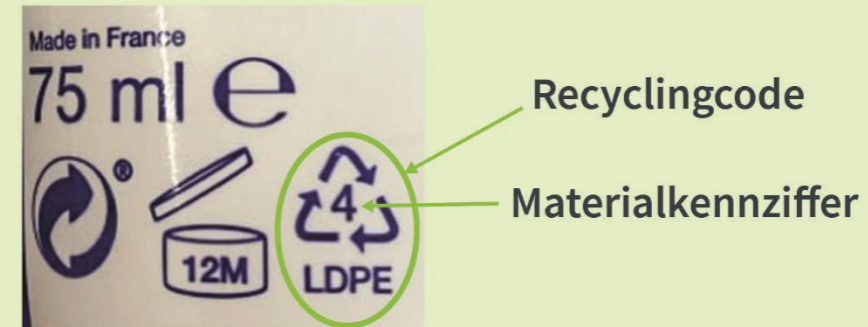 Made in France
75 ml e
®
12M
4
LDPE
Recyclingcode
Materialkennziffer